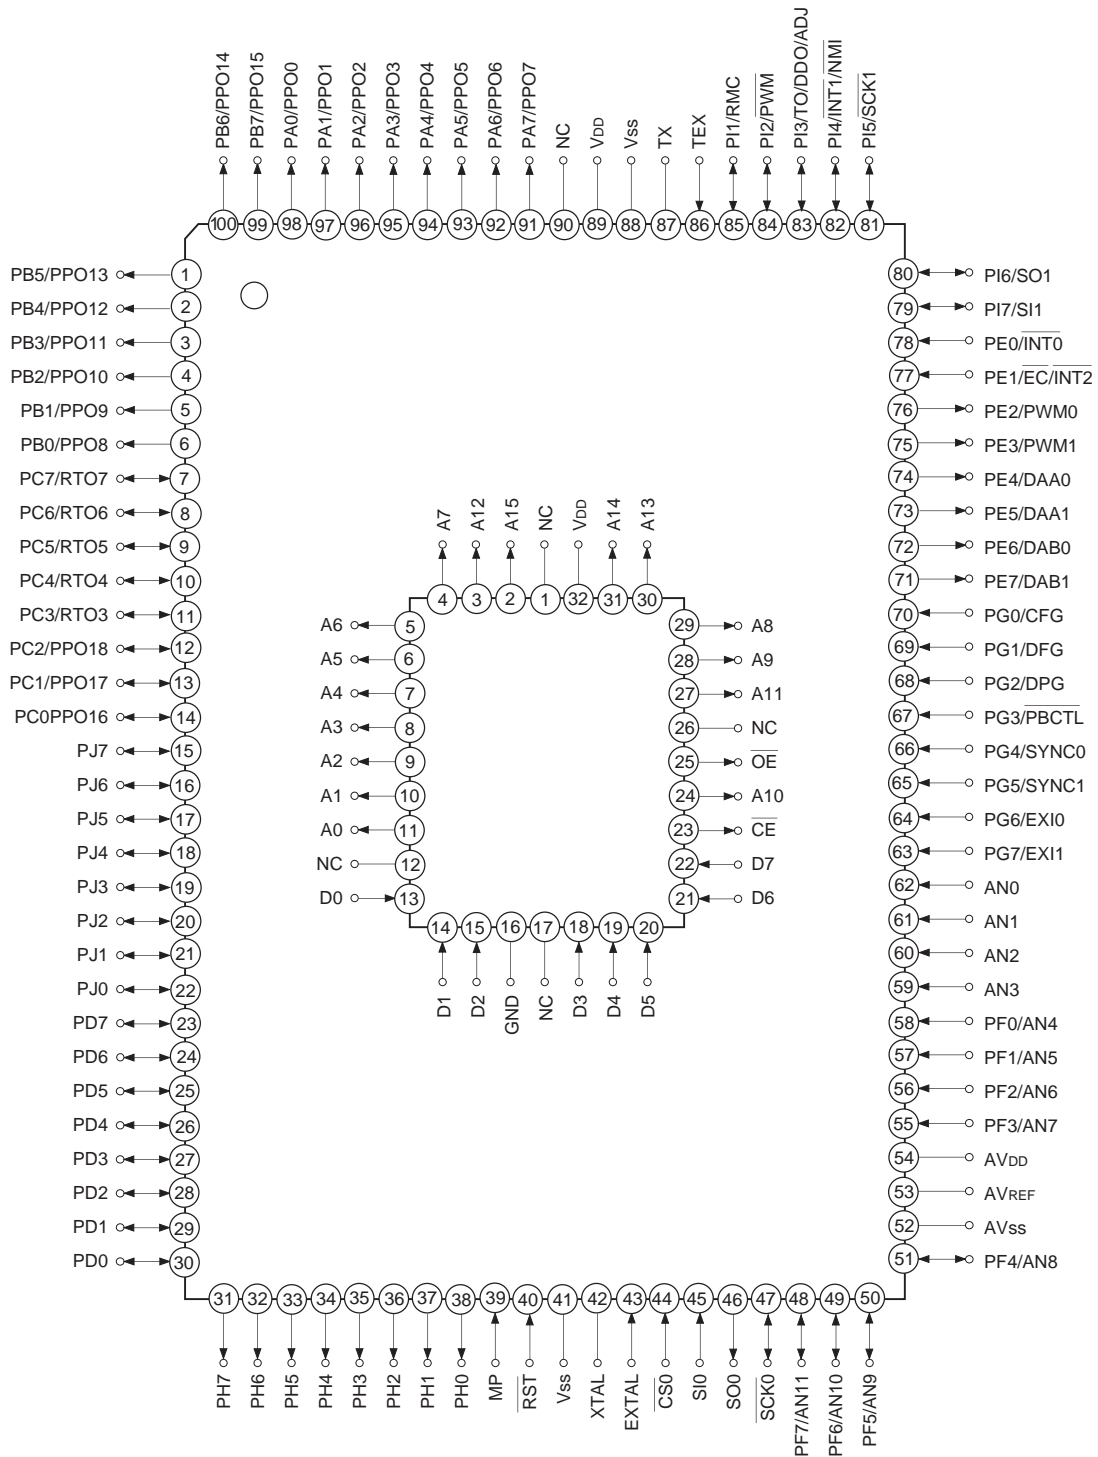 PB6/PPO14
PB7/PPO15
PA0/PPO0
PA1/PPO1
PA2/PPO2
PA3/PPO3
PA4/PPO4
PA5/PPO5
PA6/PPO6
PA7/PPO7
NC
VDD
Vss
TX
TEX
PI1/RMC
PI2/PWM
PI3/TO/DDO/ADJ
PI4/INT1/NMI
PI5/SCK1
100 99 98 97 96 95 94 93 92 91 90 89 88 87 86 85 84 83 82 81
PB5/PPO13 1
PB4/PPO12 2
PB3/PPO11 3
PB2/PPO10 4
PB1/PPO9 5
PB0/PPO8 6
PC7/RTO7 7
PC6/RTO6 8
PC5/RTO5 9
PC4/RTO4 10
PC3/RTO3 11
PC2/PPO18 12
PC1/PPO17 13
PC0PPO16 14
PJ7 15
PJ6 16
PJ5 17
PJ4 18
PJ3 19
PJ2 20
PJ1 21
PJ0 22
PD7 23
PD6 24
PD5 25
PD4 26
PD3 27
PD2 28
PD1 29
PD0 30
A7
A12
A15
NC
VDD
A14
A13
4 3 2 1 32 31 30
A6 5
A5 6
A4 7
A3 8
A2 9
A1 10
A0 11
NC 12
D0 13
29 A8
28 A9
27 A11
26 NC
25 OE
24 A10
23 CE
22 D7
21 D6
14 15 16 17 18 19 20
D1
D2
GND
NC
D3
D4
D5
80 PI6/SO1
79 PI7/SI1
78 PE0/INT0
77 PE1/EC/INT2
76 PE2/PWM0
75 PE3/PWM1
74 PE4/DAA0
73 PE5/DAA1
72 PE6/DAB0
71 PE7/DAB1
70 PG0/CFG
69 PG1/DFG
68 PG2/DPG
67 PG3/PBCTL
66 PG4/SYNC0
65 PG5/SYNC1
64 PG6/EXI0
63 PG7/EXI1
62 AN0
61 AN1
60 AN2
59 AN3
58 PF0/AN4
57 PF1/AN5
56 PF2/AN6
55 PF3/AN7
54 AVDD
53 AVREF
52 AVss
51 PF4/AN8
31 32 33 34 35 36 37 38 39 40 41 42 43 44 45 46 47 48 49 50
PH7
PH6
PH5
PH4
PH3
PH2
PH1
PH0
MP
RST
Vss
XTAL
EXTAL
CS0
SI0
SO0
SCK0
PF7/AN11
PF6/AN10
PF5/AN9